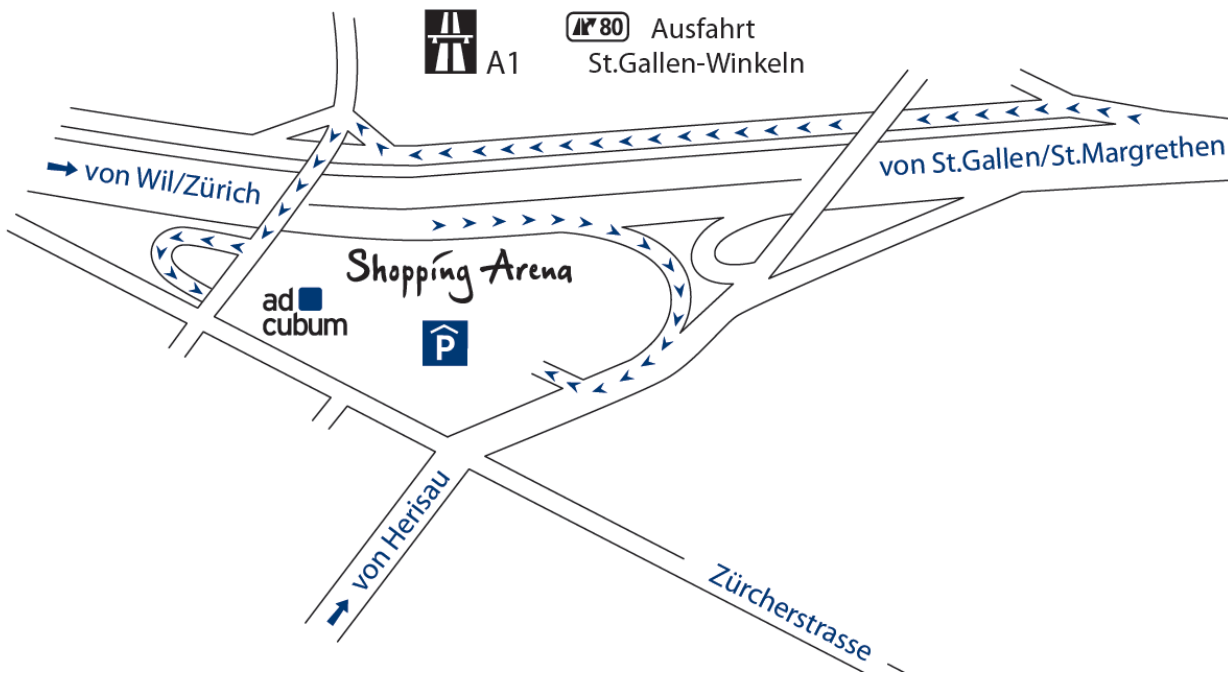 80 Ausfahrt
A1 St.Gallen-Winkeln
von Wil/Zürich
von St.Gallen/St.Margrethen
Shopping Arena
ad
cubum
P
von Herisau
Zürcherstrasse